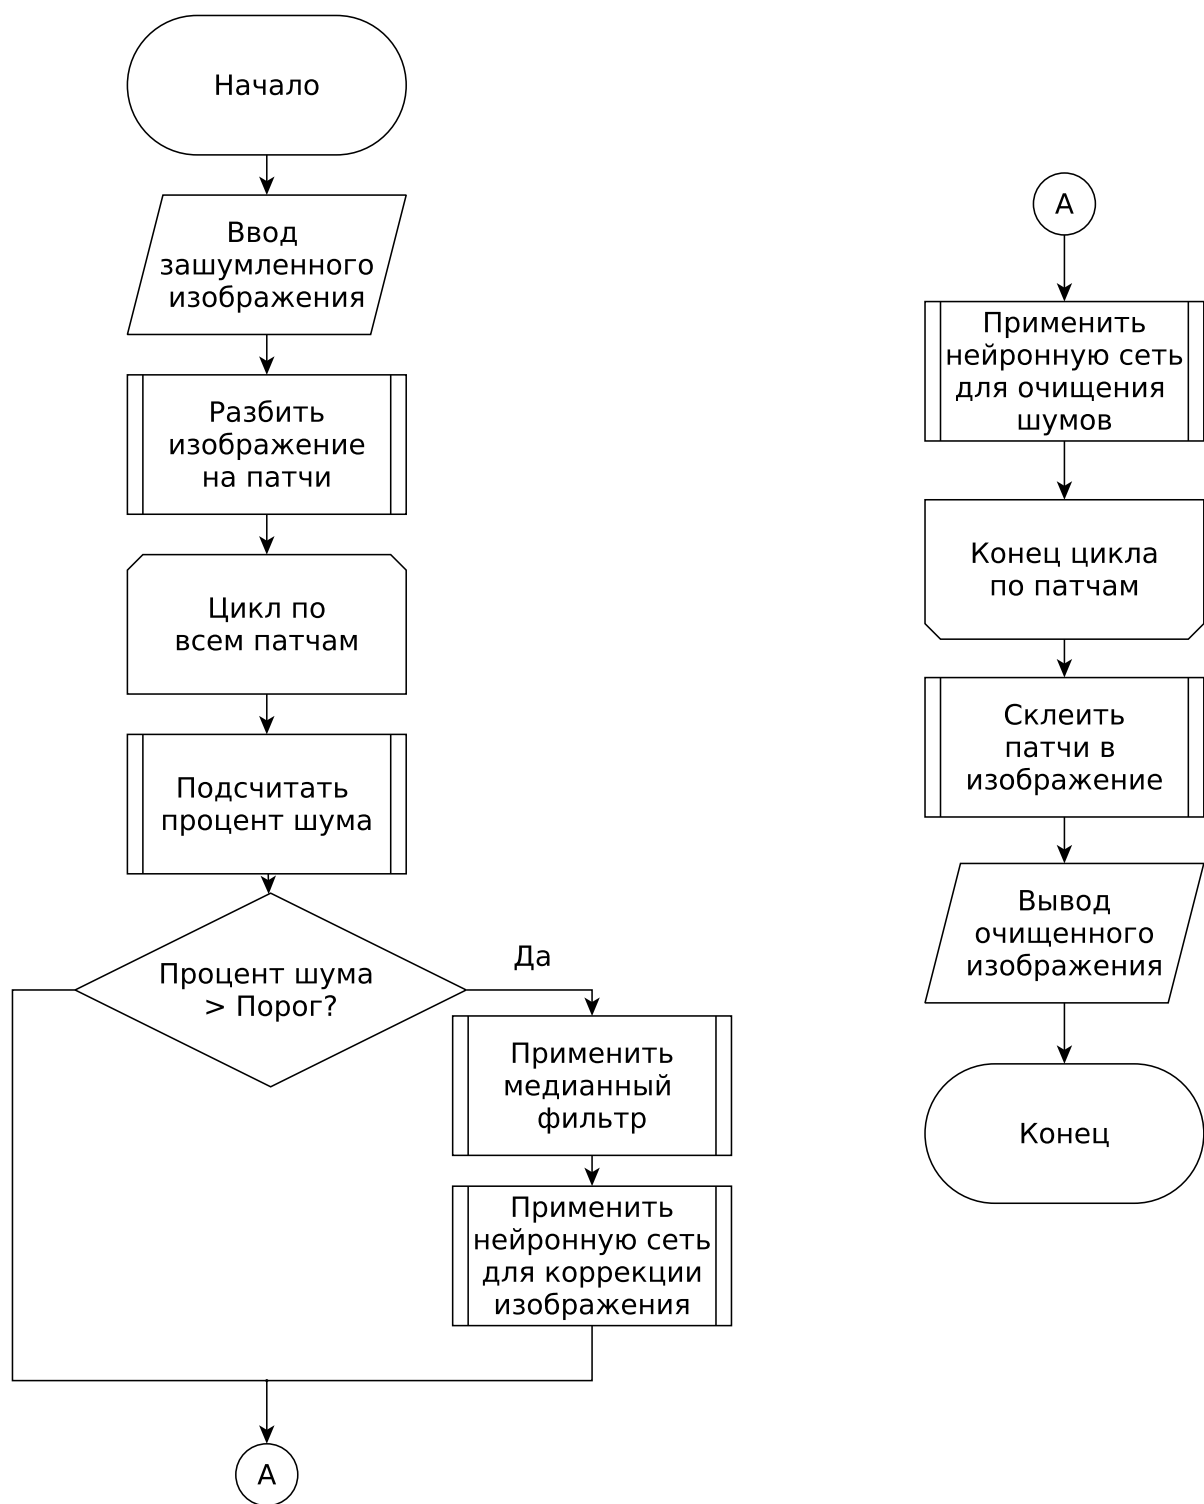 Начало
Ввод
зашумленного
изображения
Разбить
изображение
на патчи
Цикл по
всем патчам
Подсчитать
процент шума
Процент шума
> Порог?
Да
Применить
медианный
фильтр
Применить
нейронную сеть
для коррекции
изображения
А
А
Применить
нейронную сеть
для очищения
шумов
Конец цикла
по патчам
Склеить
патчи в
изображение
Вывод
очищенного
изображения
Конец